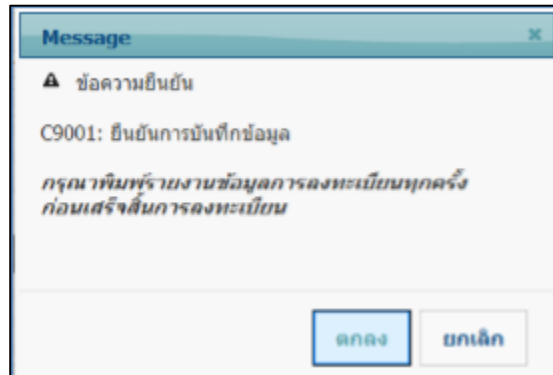 Message
ข้อความยืนยัน
C9001: ยืนยันการบันทึกข้อมูล
กรุณาพิมพ์รายงานข้อมูลการลงทะเบียนทุกครั้ง
ก่อนเสร็จสิ้นการลงทะเบียน
ตกลง ยกเลิก